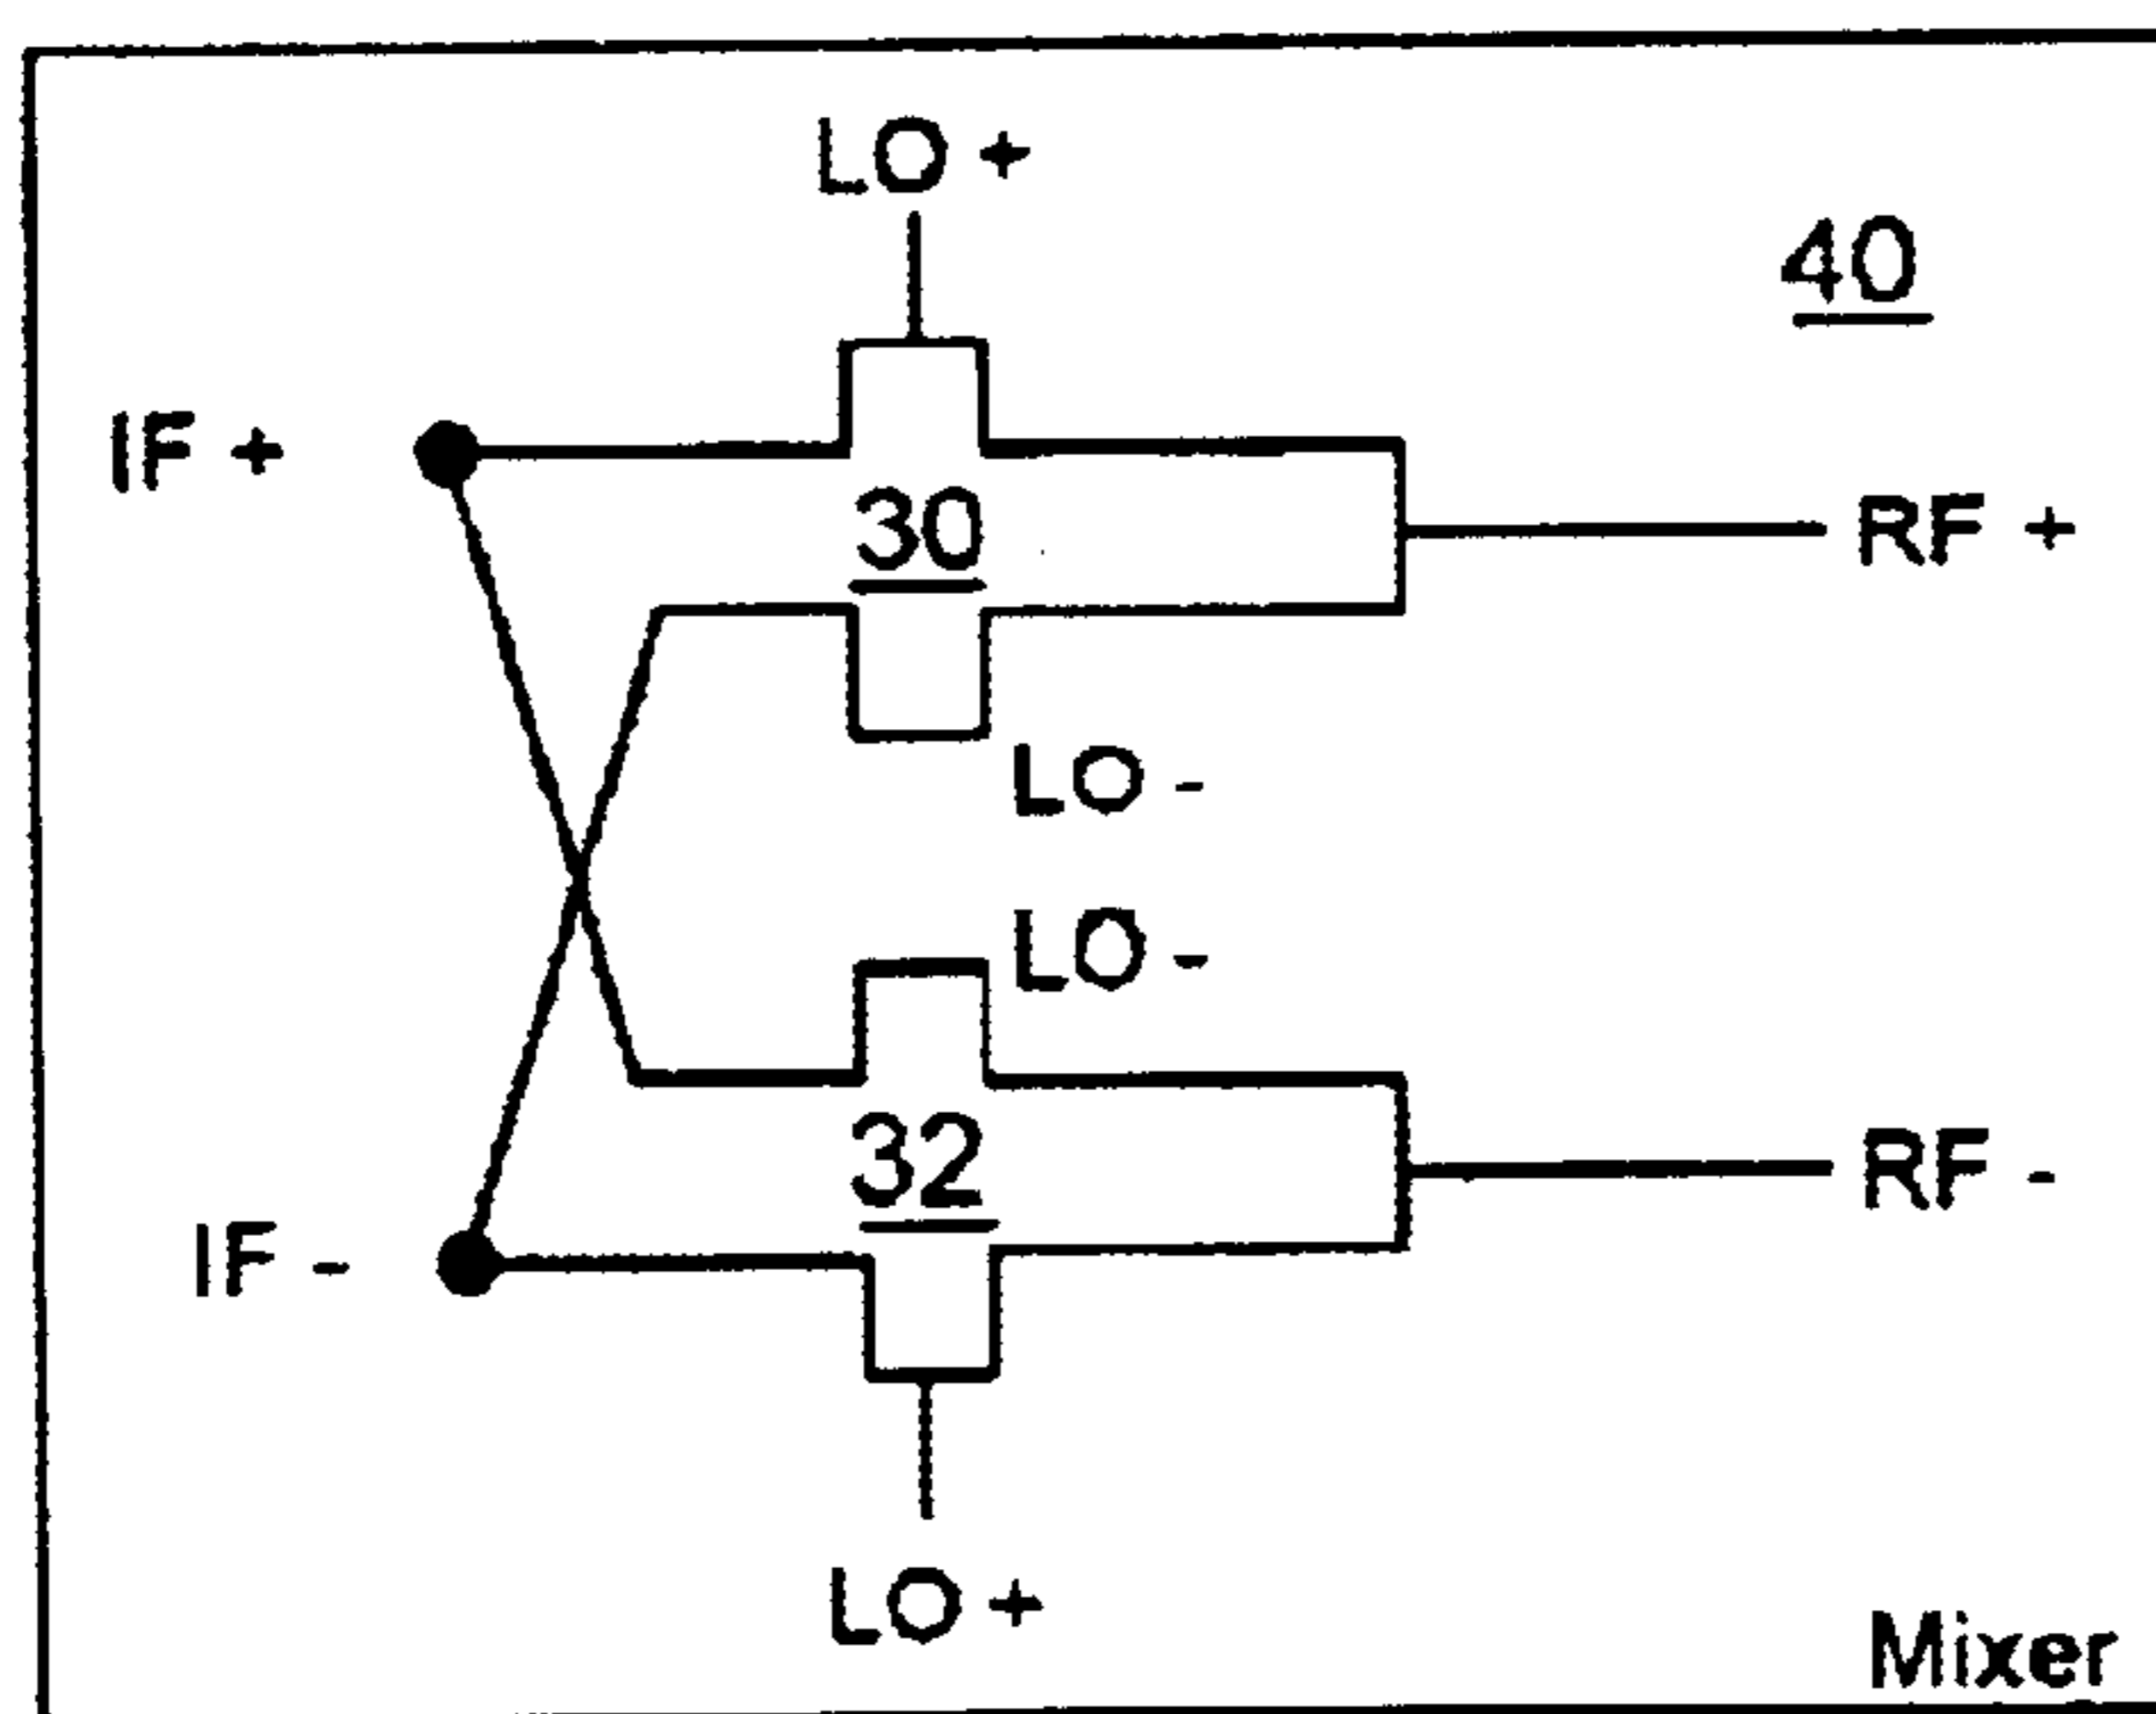 LO +
40
IF +
30
RF +
LO -
LO -
32
RF -
IF -
LO +
Mixer